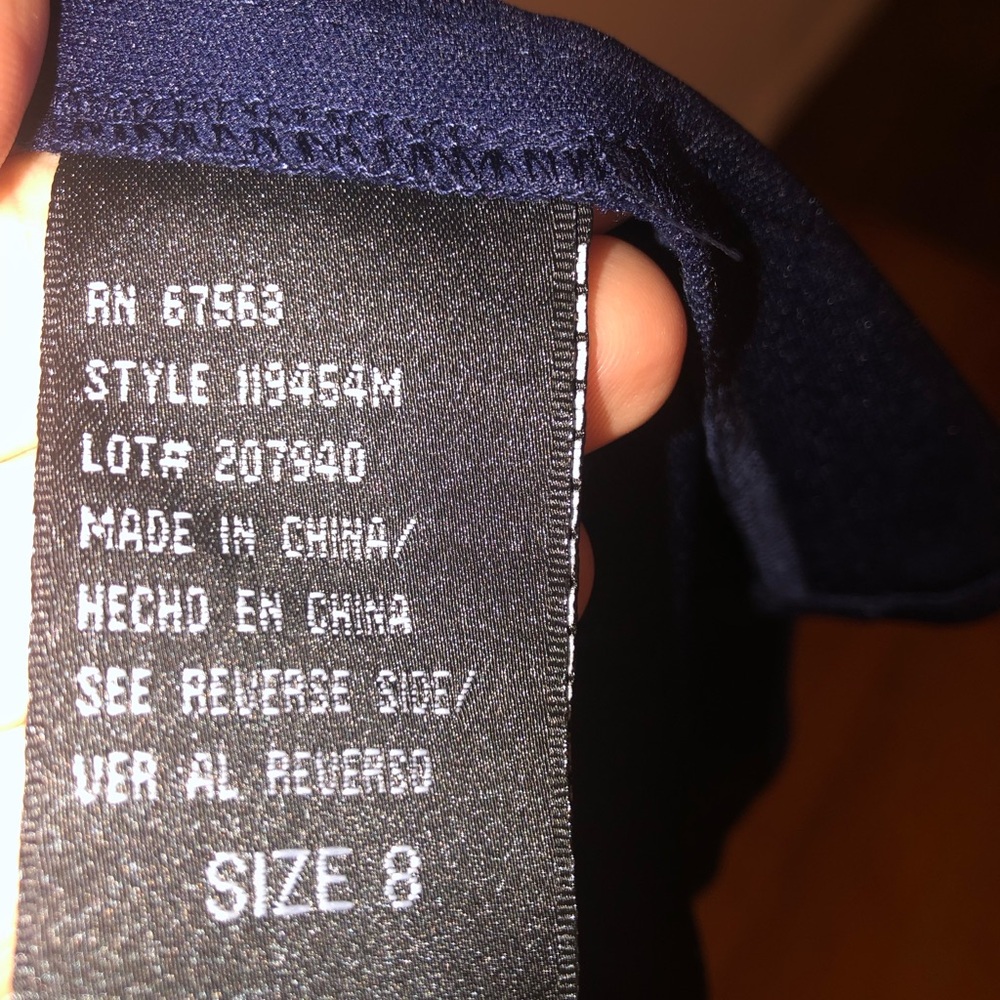 RN 67563
STYLE 119454M
LOT# 207940
MADE IN CHINA/
HECHO EN CHINA
SEE REVERSE SIDE/
VER AL REVERSO
SIZE 8